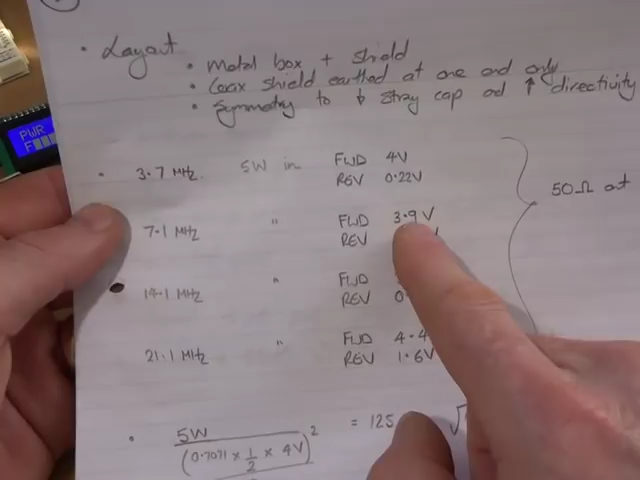 • Layout • Metal box + shield
• Coax shield earthed at one end only
• Symmetry to ↓ stray cap and ↑ directivity
PWR
F
• 3.7 MHz. 5W in FWD 4V
REV 0.22V
50Ω at
7.1 MHz " FWD 3.9V
REV
14.1 MHz " FWD
REV 0.
21.1 MHz " FWD 4.4
REV 1.6V
• 5W / (0.7071 x 1/2 x 4V)² = 125 √